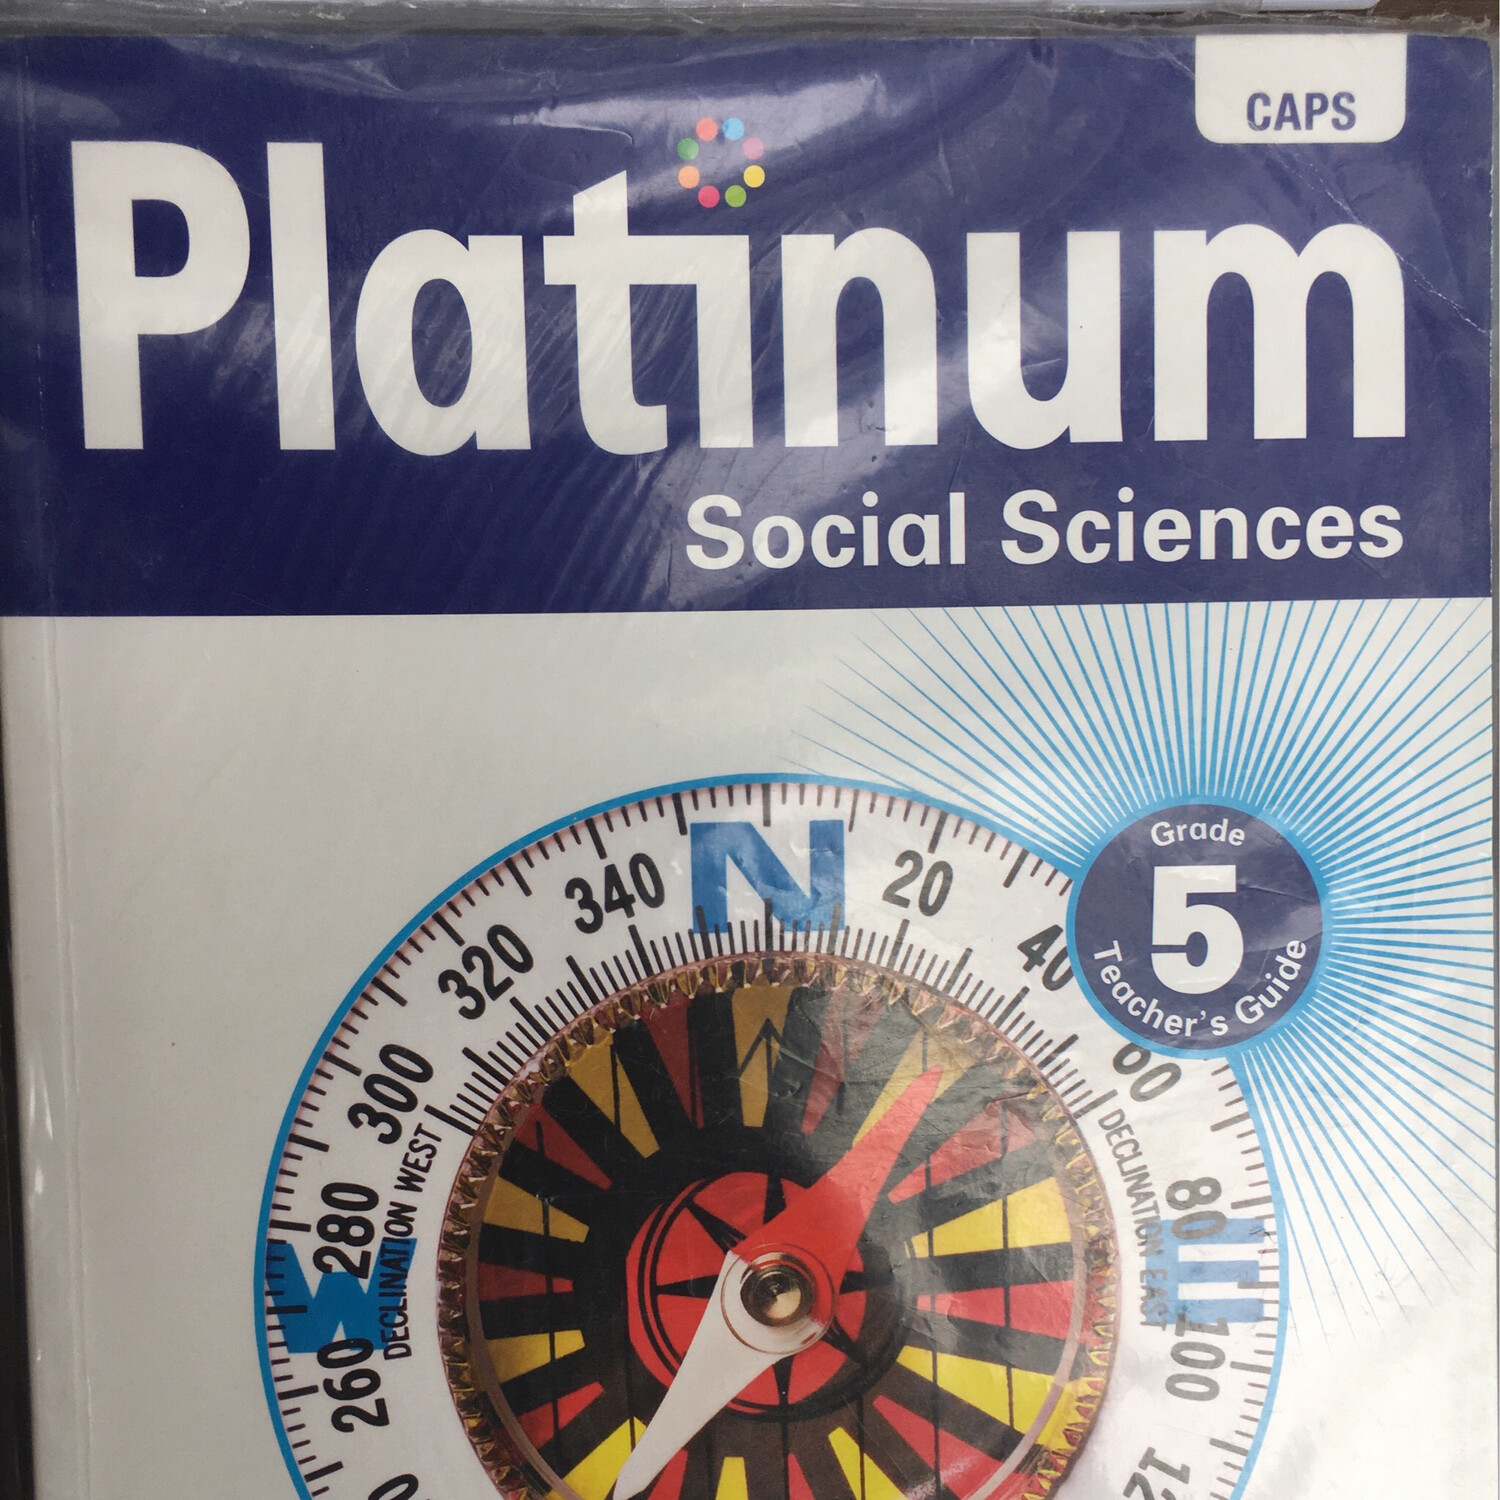 CAPS
Platinum
Social Sciences
Grade
5
Teacher's Guide
N
20
40
60
80
E
100
340
320
300
280
W
260
DECLINATION WEST
DECLINATION EAST